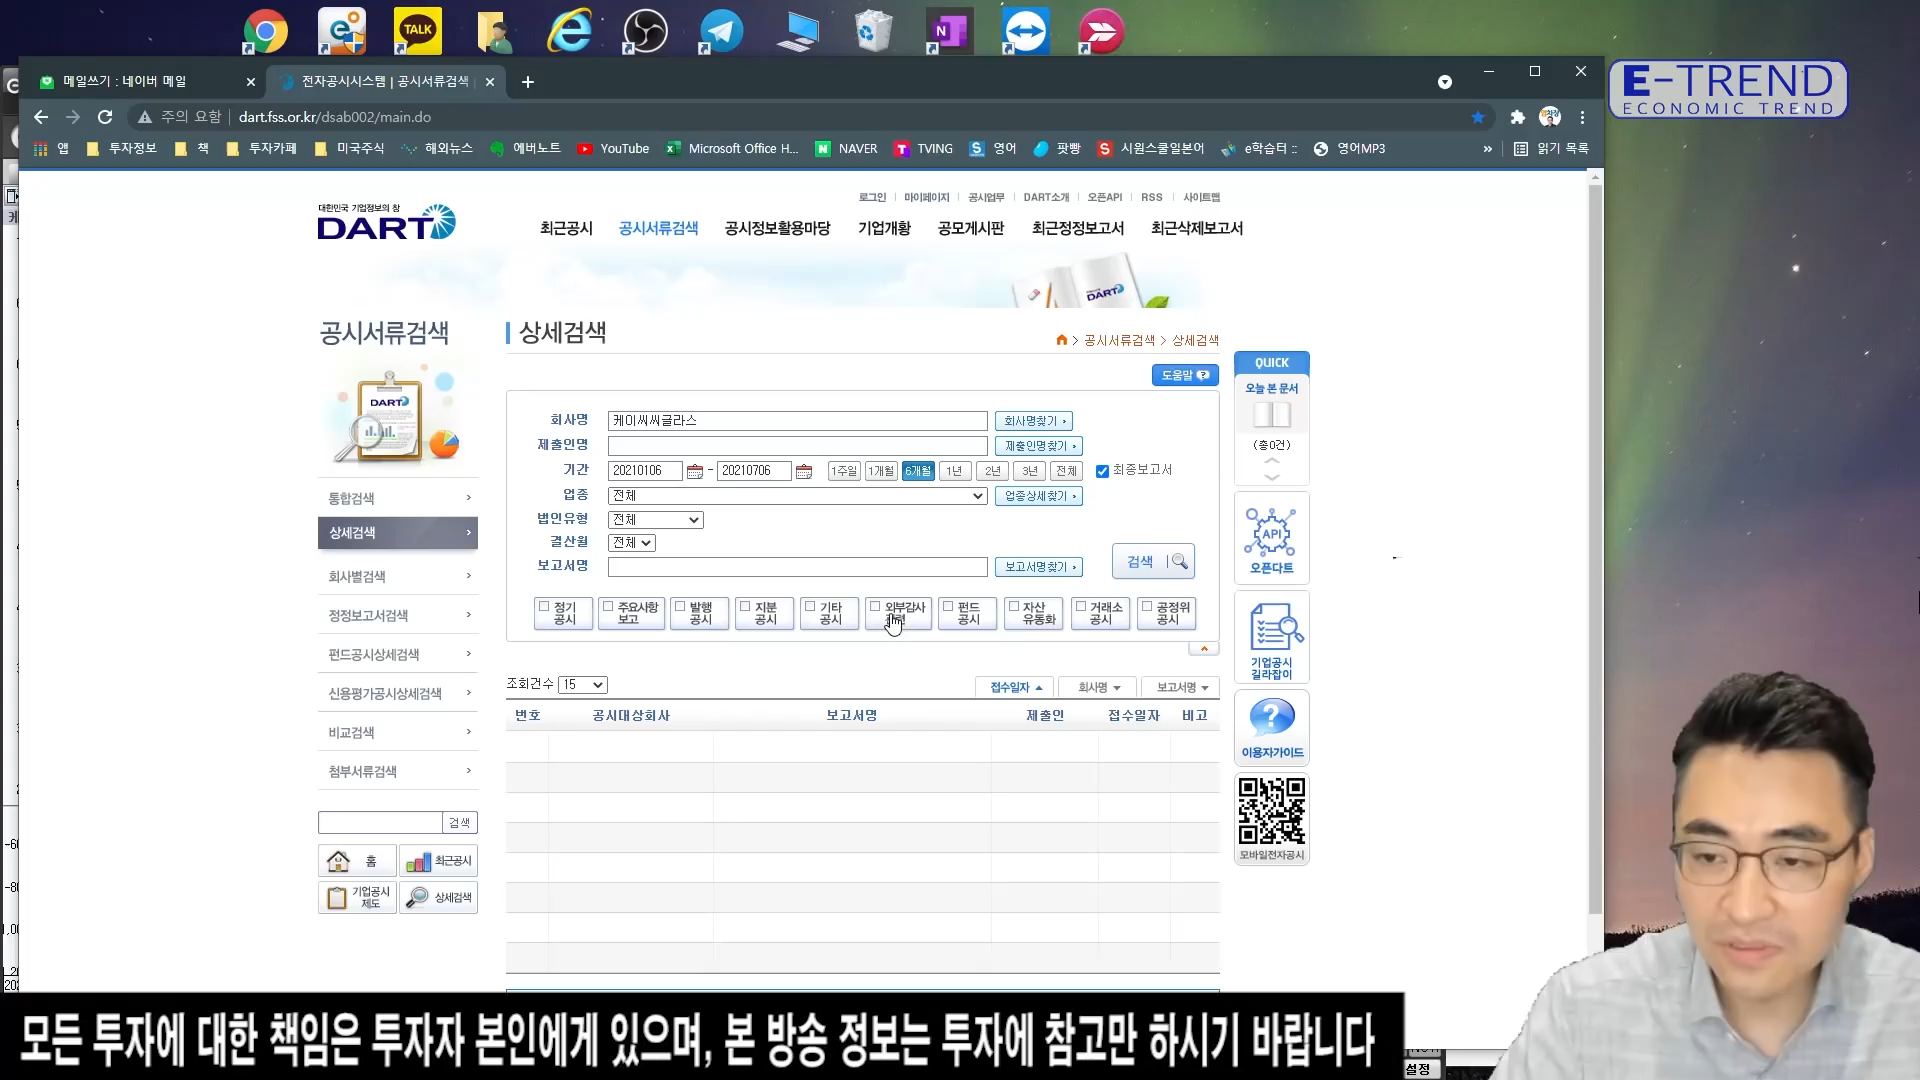 TALK
E-TREND
ECONOMIC TREND
메일쓰기 : 네이버 메일
전자공시시스템 | 공시서류검색
주의 요함
dart.fss.or.kr/dsab002/main.do
앱
투자정보
책
투자카페
미국주식
해외뉴스
에버노트
YouTube
Microsoft Office H...
NAVER
TVING
영어
팟빵
시원스쿨일본어
e학습터 ::
영어MP3
»
읽기 목록
로그인
마이페이지
공시업무
DART소개
오픈API
RSS
사이트맵
대한민국 기업정보의 창
DART
최근공시
공시서류검색
공시정보활용마당
기업개황
공모게시판
최근정정보고서
최근삭제보고서
DART
공시서류검색
상세검색
> 공시서류검색 > 상세검색
도움말
DART
통합검색
상세검색
회사별검색
정정보고서검색
펀드공시상세검색
신용평가공시상세검색
비교검색
첨부서류검색
검색
홈
최근공시
기업공시
제도
상세검색
회사명
케이씨씨글라스
회사명찾기
제출인명
제출인명찾기
기간
20210106
-
20210706
1주일
1개월
6개월
1년
2년
3년
전체
최종보고서
업종
전체
업종상세찾기
법인유형
전체
결산월
전체
보고서명
보고서명찾기
검색
정기
공시
주요사항
보고
발행
공시
지분
공시
기타
공시
외부감사
펀드
공시
자산
유동화
거래소
공시
공정위
공시
조회건수
15
접수일자
회사명
보고서명
번호
공시대상회사
보고서명
제출인
접수일자
비고
QUICK
오늘 본 문서
(총0건)
API
오픈다트
기업공시
길라잡이
이용자가이드
모바일전자공시
모든 투자에 대한 책임은 투자자 본인에게 있으며, 본 방송 정보는 투자에 참고만 하시기 바랍니다
설정